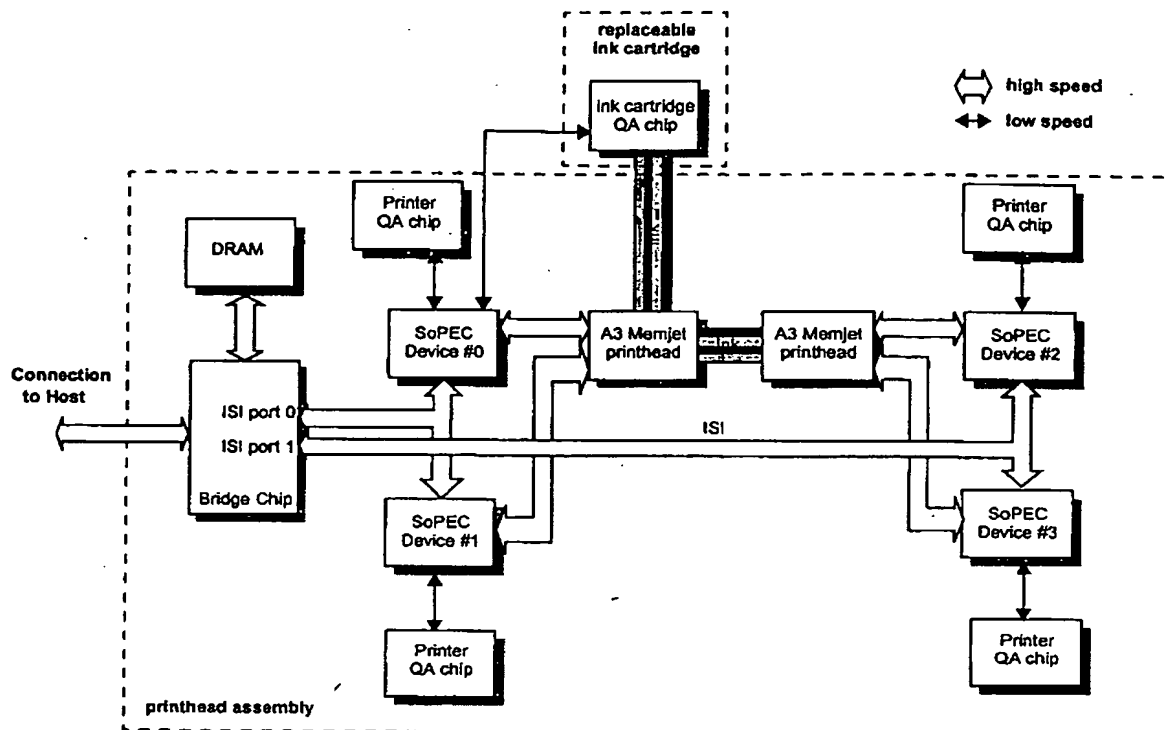 replaceable
ink cartridge
ink cartridge
QA chip
high speed
low speed
Printer
QA chip
Printer
QA chip
DRAM
ink
SoPEC
Device #0
A3 Memjet
printhead
ink
A3 Memjet
printhead
SoPEC
Device #2
Connection
to Host
ISI port 0
ISI port 1
ISI
Bridge Chip
SoPEC
Device #1
SoPEC
Device #3
Printer
QA chip
Printer
QA chip
printhead assembly